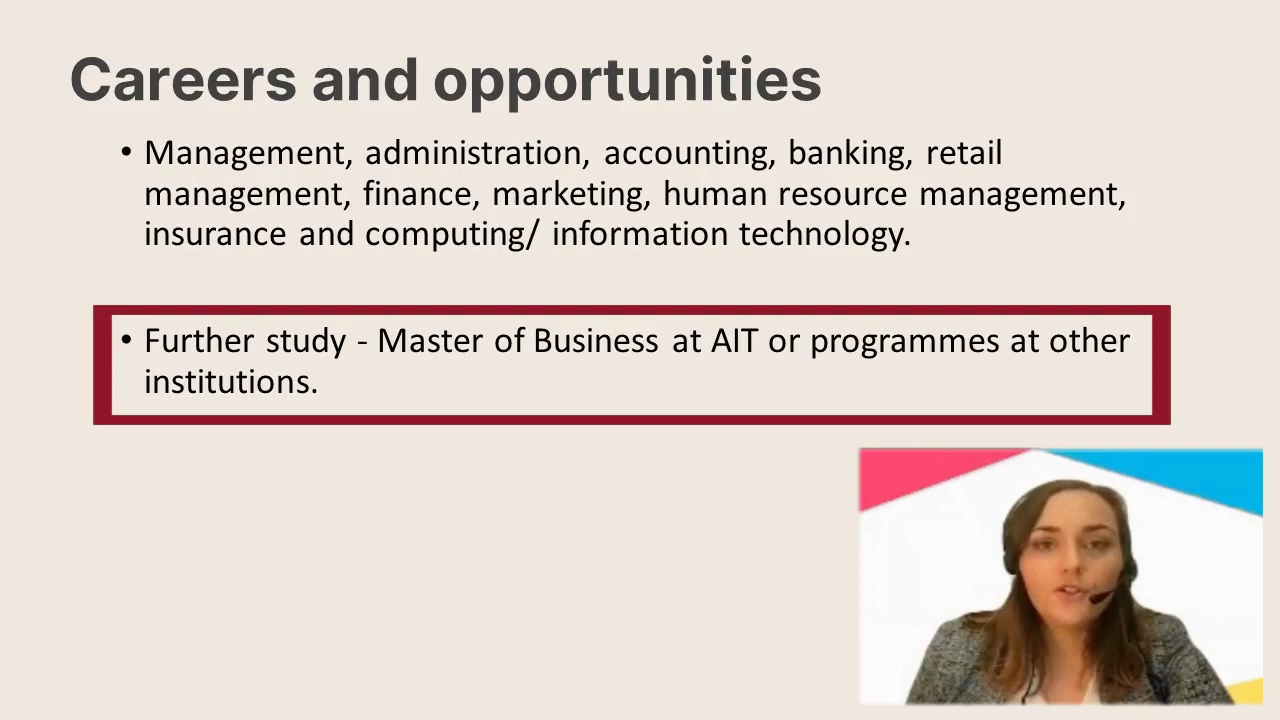 Careers and opportunities
• Management, administration, accounting, banking, retail
management, finance, marketing, human resource management,
insurance and computing/ information technology.
• Further study - Master of Business at AIT or programmes at other
institutions.